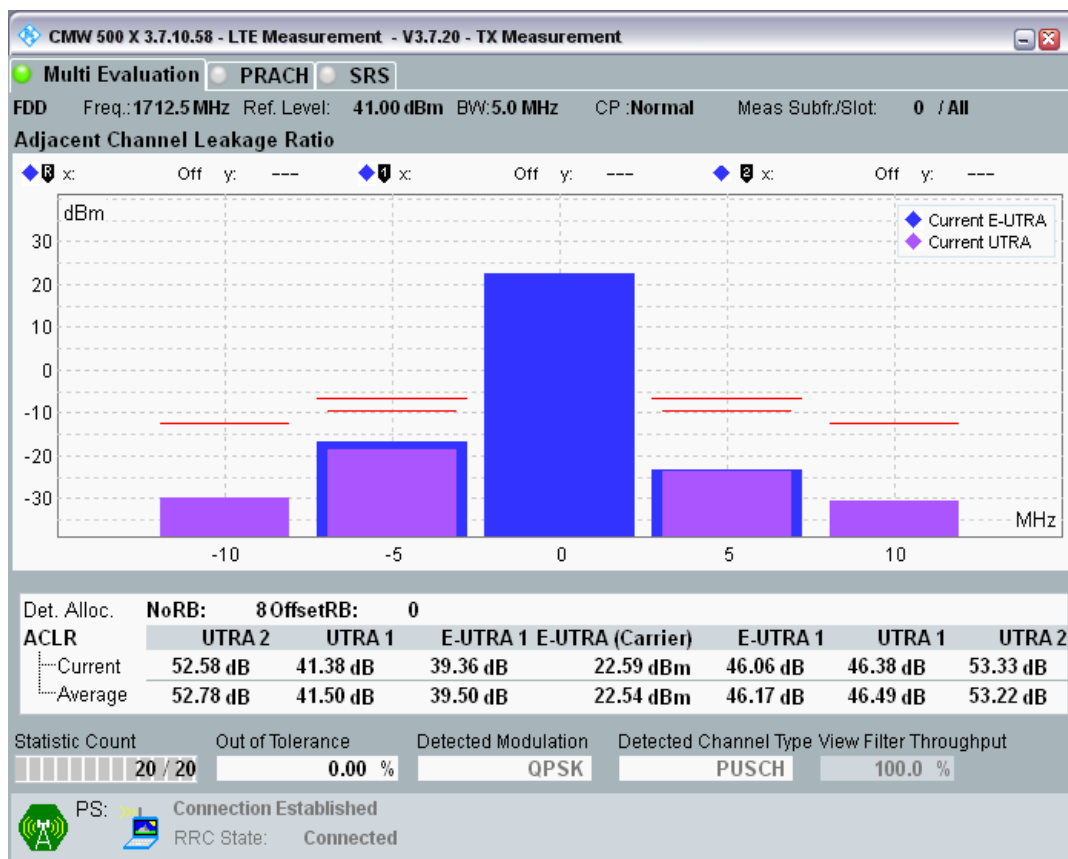 CMW 500 X 3.7.10.58 - LTE Measurement - V3.7.20 - TX Measurement
Multi Evaluation PRACH SRS
FDD Freq.:1712.5 MHz Ref. Level: 41.00 dBm BW:5.0 MHz CP :Normal Meas Subfr./Slot: 0 / All
Adjacent Channel Leakage Ratio
R x: Off y: --- 1 x: Off y: --- 2 x: Off y: ---
dBm
Current E-UTRA
Current UTRA
30
20
10
0
-10
-20
-30
MHz
-10 -5 0 5 10
Det. Alloc. NoRB: 8 OffsetRB: 0
ACLR UTRA 2 UTRA 1 E-UTRA 1 E-UTRA (Carrier) E-UTRA 1 UTRA 1 UTRA 2
Current 52.58 dB 41.38 dB 39.36 dB 22.59 dBm 46.06 dB 46.38 dB 53.33 dB
Average 52.78 dB 41.50 dB 39.50 dB 22.54 dBm 46.17 dB 46.49 dB 53.22 dB
Statistic Count Out of Tolerance Detected Modulation Detected Channel Type View Filter Throughput
20 / 20 0.00 % QPSK PUSCH 100.0 %
PS: Connection Established
RRC State: Connected